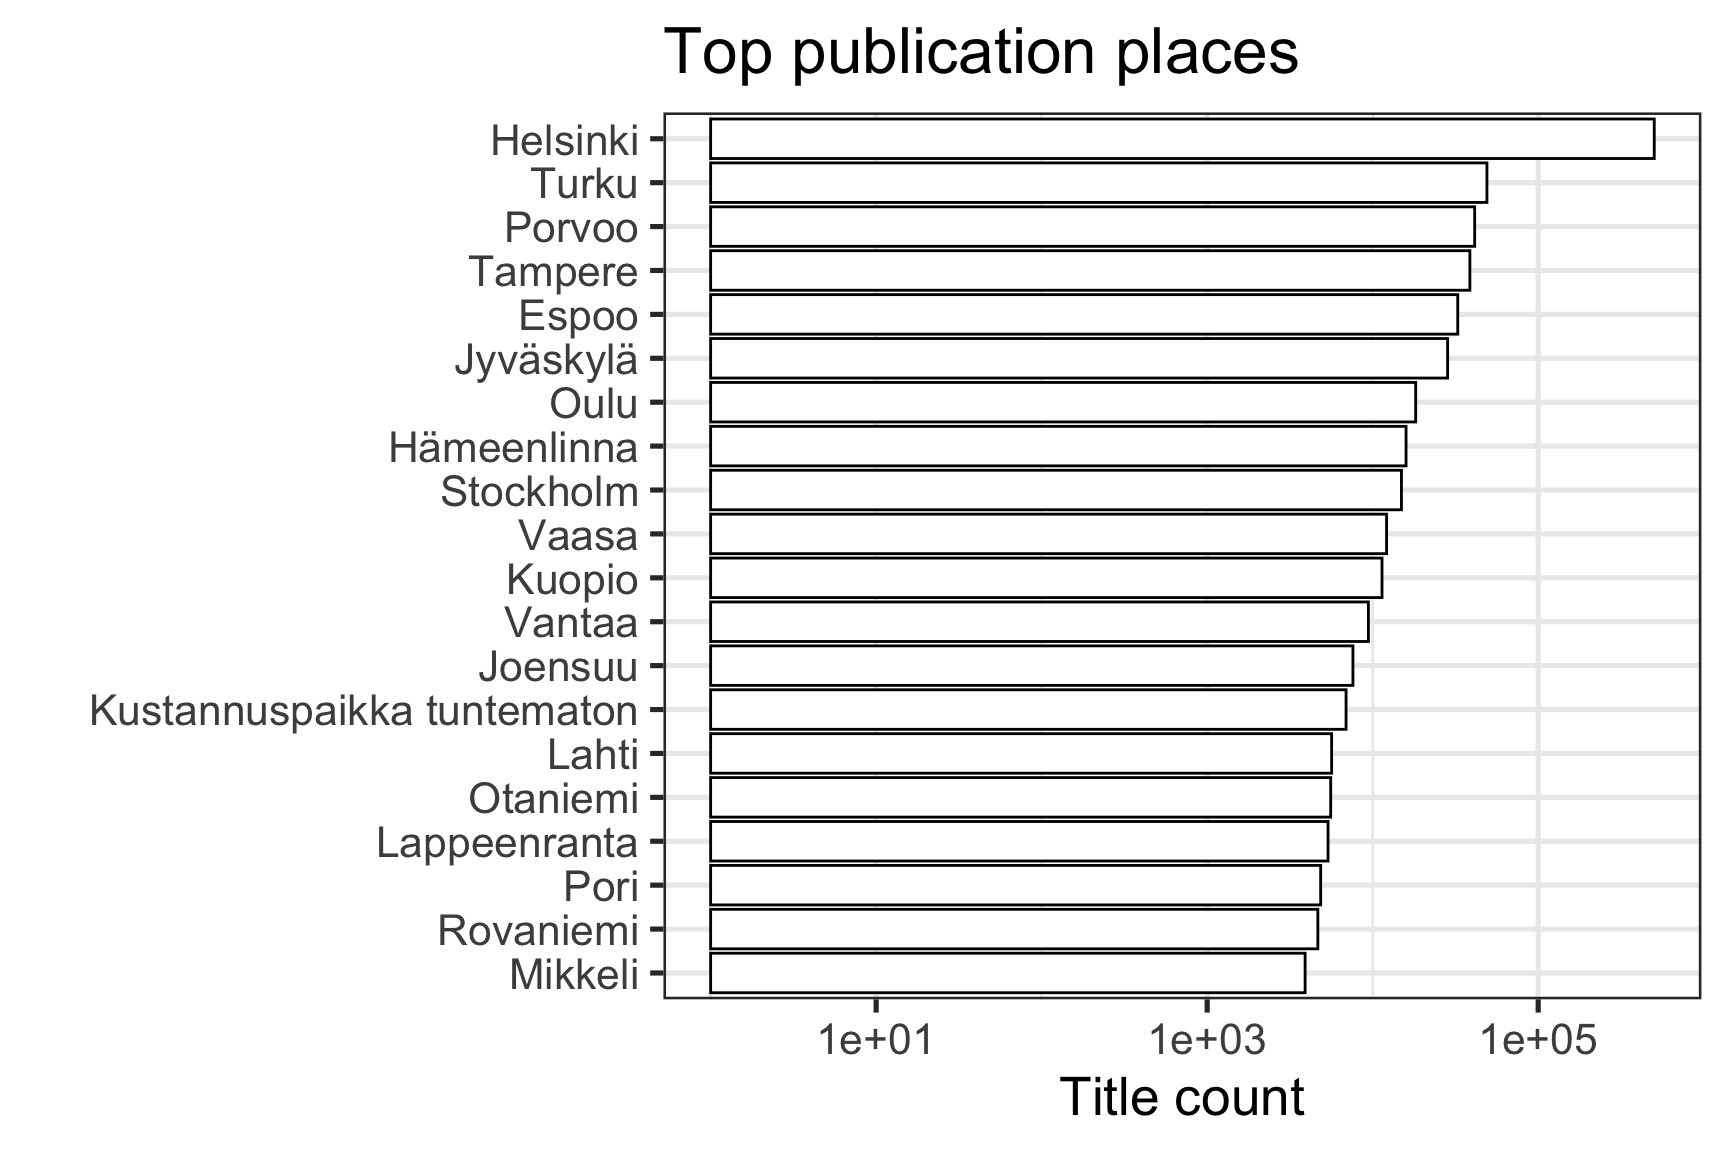 Top publication places
Helsinki
Turku
Porvoo
Tampere
Espoo
Jyväskylä
Oulu
Hämeenlinna
Stockholm
Vaasa
Kuopio
Vantaa
Joensuu
Kustannuspaikka tuntematon
Lahti
Otaniemi
Lappeenranta
Pori
Rovaniemi
Mikkeli
1e+01 1e+03 1e+05
Title count